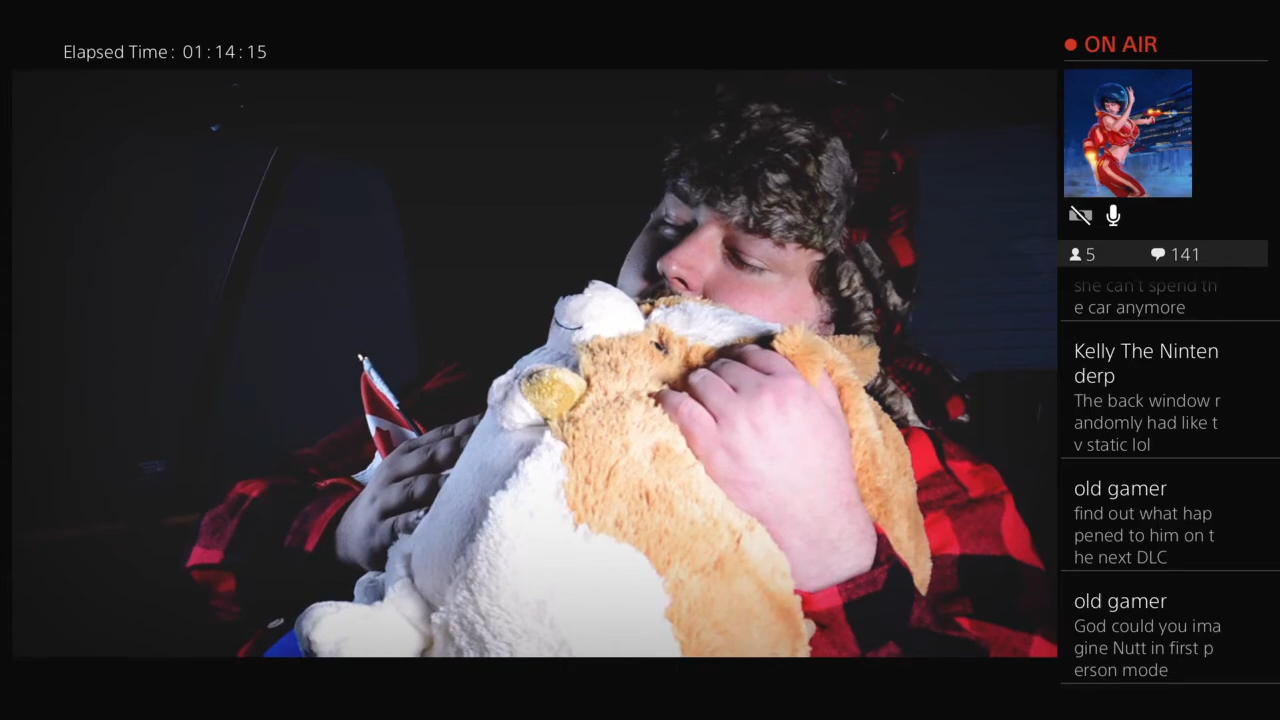 Elapsed Time: 01:14:15
ON AIR
5
141
she can't spend th
e car anymore
Kelly The Ninten
derp
The back window r
andomly had like t
v static lol
old gamer
find out what hap
pened to him on t
he next DLC
old gamer
God could you ima
gine Nutt in first p
erson mode